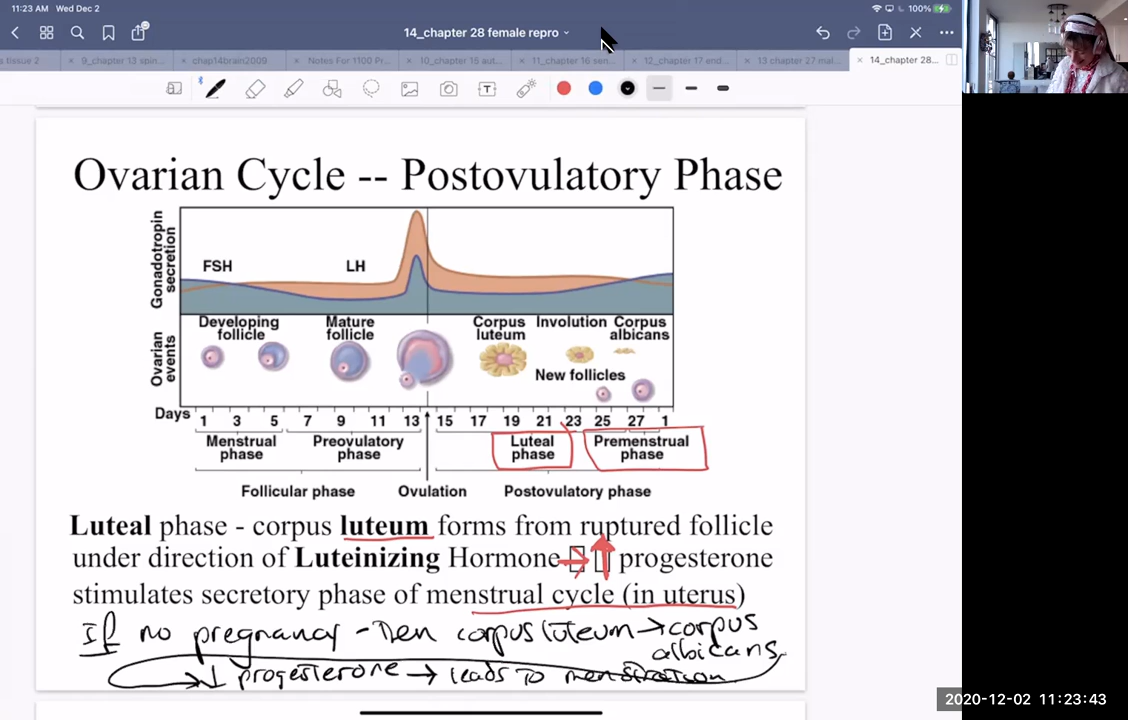 11:23 AM Wed Dec 2
100%
14_chapter 28 female repro
s tissue 2
9_chapter 13 spin...
chap14brain2009
Notes For 1100 Pr...
10_chapter 15 aut...
11_chapter 16 sen...
12_chapter 17 end...
13 chapter 27 mal...
14_chapter 28...
Ovarian Cycle -- Postovulatory Phase
Gonadotropin
secretion
FSH
LH
Ovarian
events
Developing
follicle
Mature
follicle
Corpus
luteum
Involution
Corpus
albicans
New follicles
Days
1 3 5 7 9 11 13 15 17 19 21 23 25 27 1
Menstrual
phase
Preovulatory
phase
Luteal
phase
Premenstrual
phase
Follicular phase
Ovulation
Postovulatory phase
Luteal phase - corpus luteum forms from ruptured follicle
under direction of Luteinizing Hormone → ↑ progesterone
stimulates secretory phase of menstrual cycle (in uterus)
If no pregnancy - Then corpus luteum → corpus
albicans
→ ↓ progesterone → leads to menstruation
2020-12-02 11:23:43